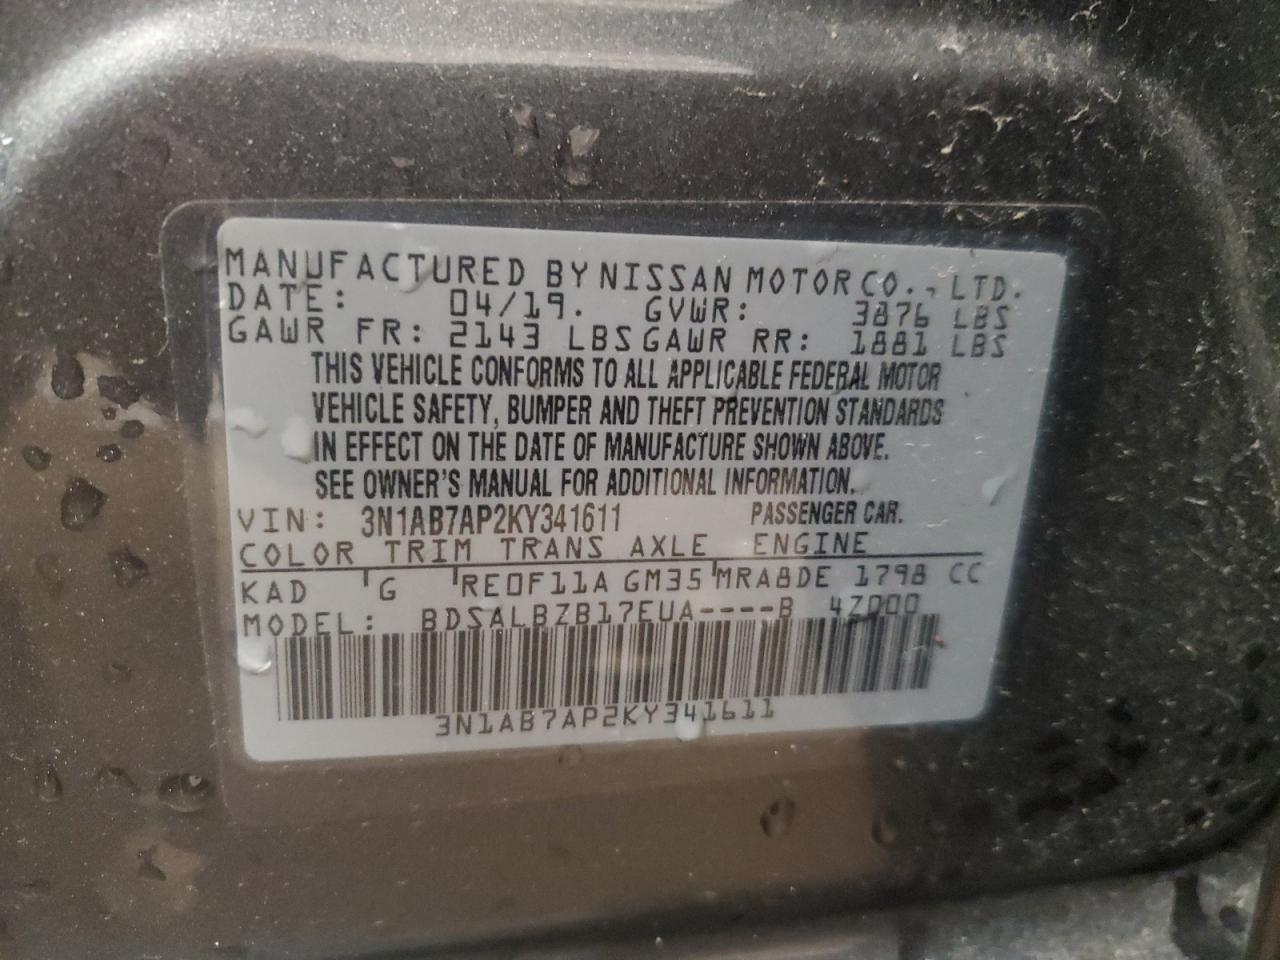 MANUFACTURED BY NISSAN MOTOR CO., LTD.
DATE: 04/19. GVWR: 3876 LBS
GAWR FR: 2143 LBS GAWR RR: 1881 LBS
THIS VEHICLE CONFORMS TO ALL APPLICABLE FEDERAL MOTOR
VEHICLE SAFETY, BUMPER AND THEFT PREVENTION STANDARDS
IN EFFECT ON THE DATE OF MANUFACTURE SHOWN ABOVE.
SEE OWNER'S MANUAL FOR ADDITIONAL INFORMATION.
VIN: 3N1AB7AP2KY341611 PASSENGER CAR.
COLOR TRIM TRANS AXLE ENGINE
KAD G RE0F11A GM35 MRA8DE 1798 CC
MODEL: BDSALBZB17EUA----B 4Z000
3N1AB7AP2KY341611